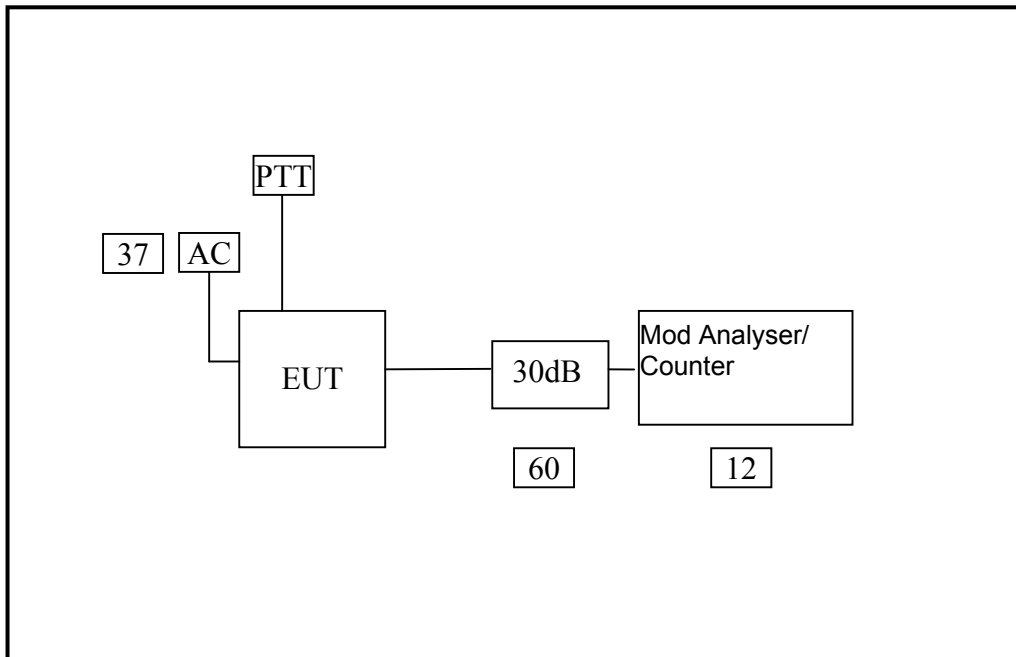 PTT
37
AC
EUT
30dB
Mod Analyser/
Counter
60
12